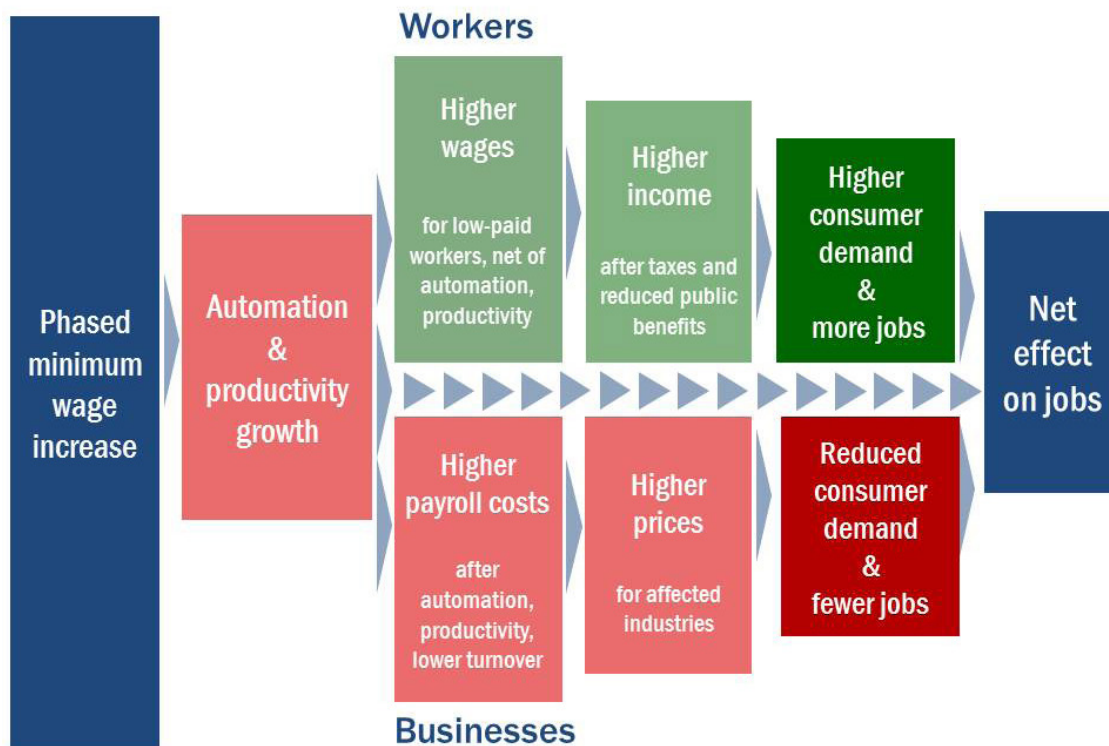 Workers
Phased
minimum
wage
increase
Automation
&
productivity
growth
Higher
wages
for low-paid
workers, net of
automation,
productivity
Higher
income
after taxes and
reduced public
benefits
Higher
consumer
demand
&
more jobs
Higher
payroll costs
after
automation,
productivity,
lower turnover
Higher
prices
for affected
industries
Reduced
consumer
demand
&
fewer jobs
Net
effect
on jobs
Businesses